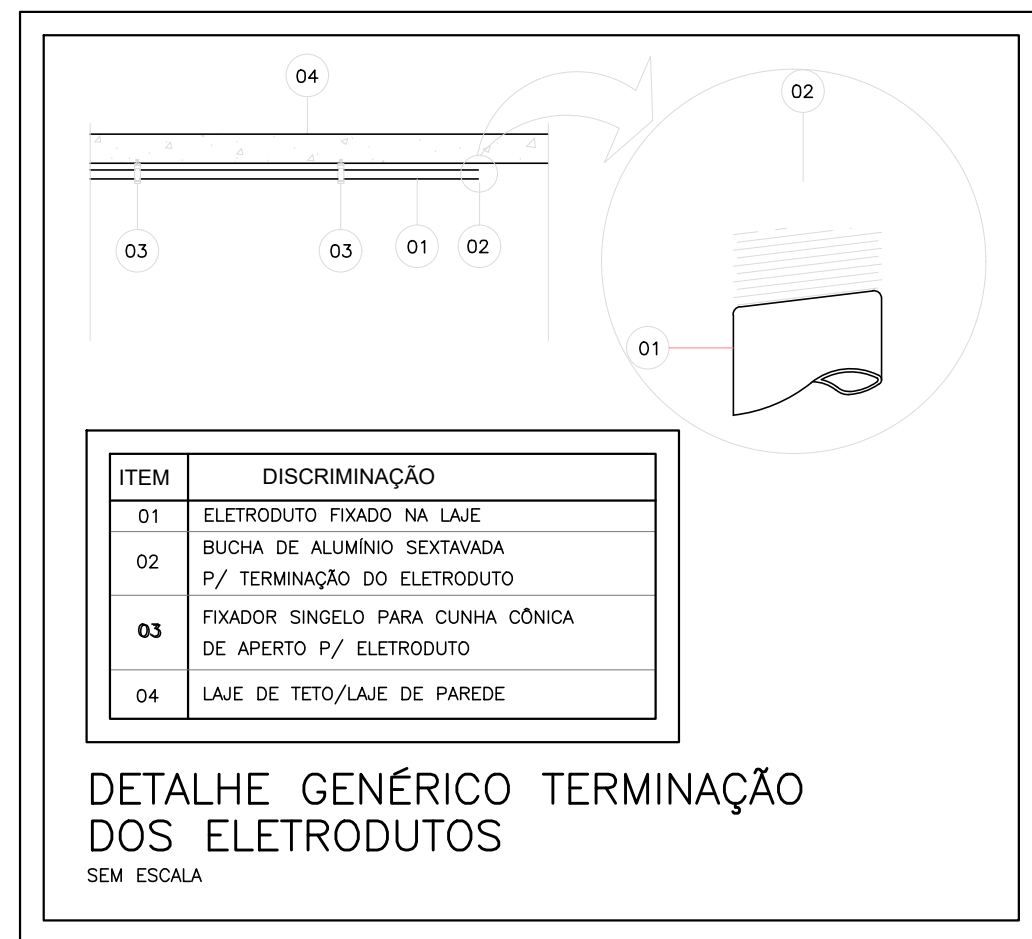 04
02
03
03
01
02
01
ITEM DISCRIMINAÇÃO
01 ELETRODUTO FIXADO NA LAJE
02 BUCHA DE ALUMÍNIO SEXTAVADA
P/ TERMINAÇÃO DO ELETRODUTO
03 FIXADOR SINGELO PARA CUNHA CÔNICA
DE APERTO P/ ELETRODUTO
04 LAJE DE TETO/LAJE DE PAREDE
DETALHE GENÉRICO TERMINAÇÃO
DOS ELETRODUTOS
SEM ESCALA